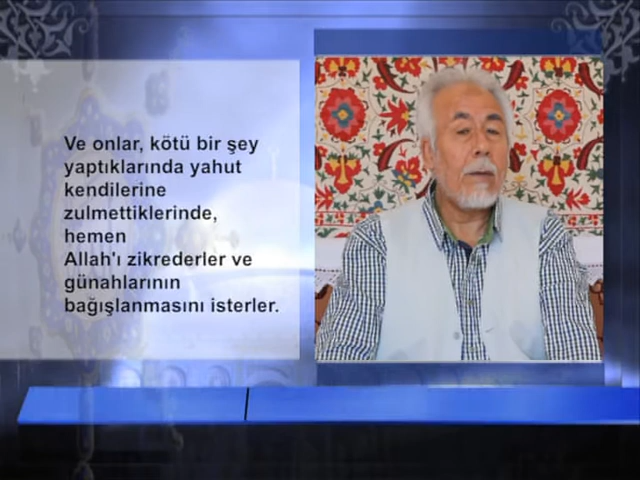 Ve onlar, kötü bir şey
yaptıklarında yahut
kendilerine
zulmettiklerinde,
hemen
Allah'ı zikrederler ve
günahlarının
bağışlanmasını isterler.